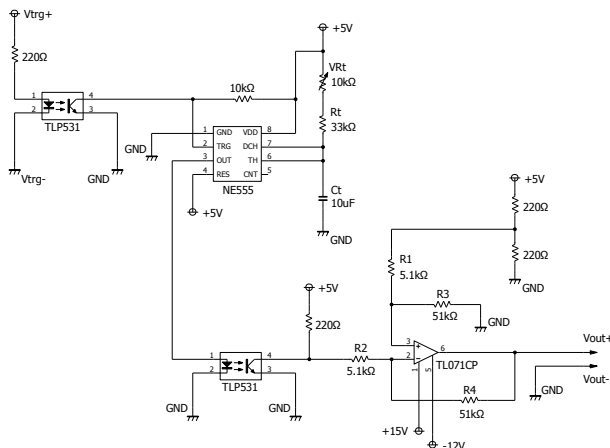 Vtrg+
220Ω
1
2
4
3
TLP531
Vtrg-
GND
+5V
VRt
10kΩ
10kΩ
Rt
33kΩ
GND
1 GND VDD 8
2 TRG DCH 7
3 OUT TH 6
4 RES CNT 5
NE555
+5V
Ct
10uF
GND
+5V
220Ω
220Ω
GND
R1
5.1kΩ
R3
51kΩ
GND
+5V
220Ω
1
2
4
3
TLP531
GND
GND
R2
5.1kΩ
3
2
+
−
6
1
5
TL071CP
R4
51kΩ
+15V
-12V
Vout+
Vout-
GND